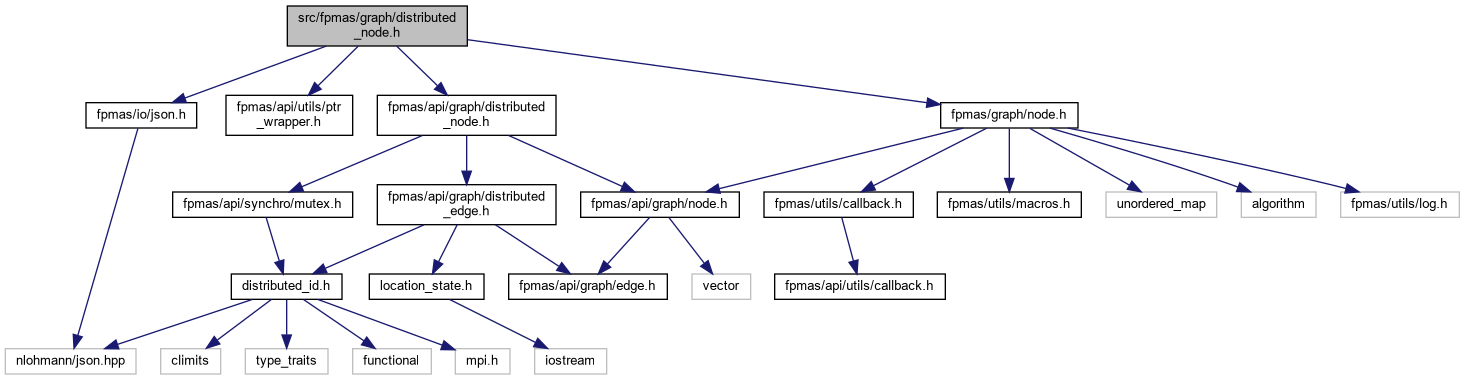 src/fpmas/graph/distributed
_node.h
fpmas/io/json.h
fpmas/api/utils/ptr
_wrapper.h
fpmas/api/graph/distributed
_node.h
fpmas/graph/node.h
fpmas/api/synchro/mutex.h
fpmas/api/graph/distributed
_edge.h
fpmas/api/graph/node.h
fpmas/utils/callback.h
fpmas/utils/macros.h
unordered_map
algorithm
fpmas/utils/log.h
distributed_id.h
location_state.h
fpmas/api/graph/edge.h
vector
fpmas/api/utils/callback.h
nlohmann/json.hpp
climits
type_traits
functional
mpi.h
iostream